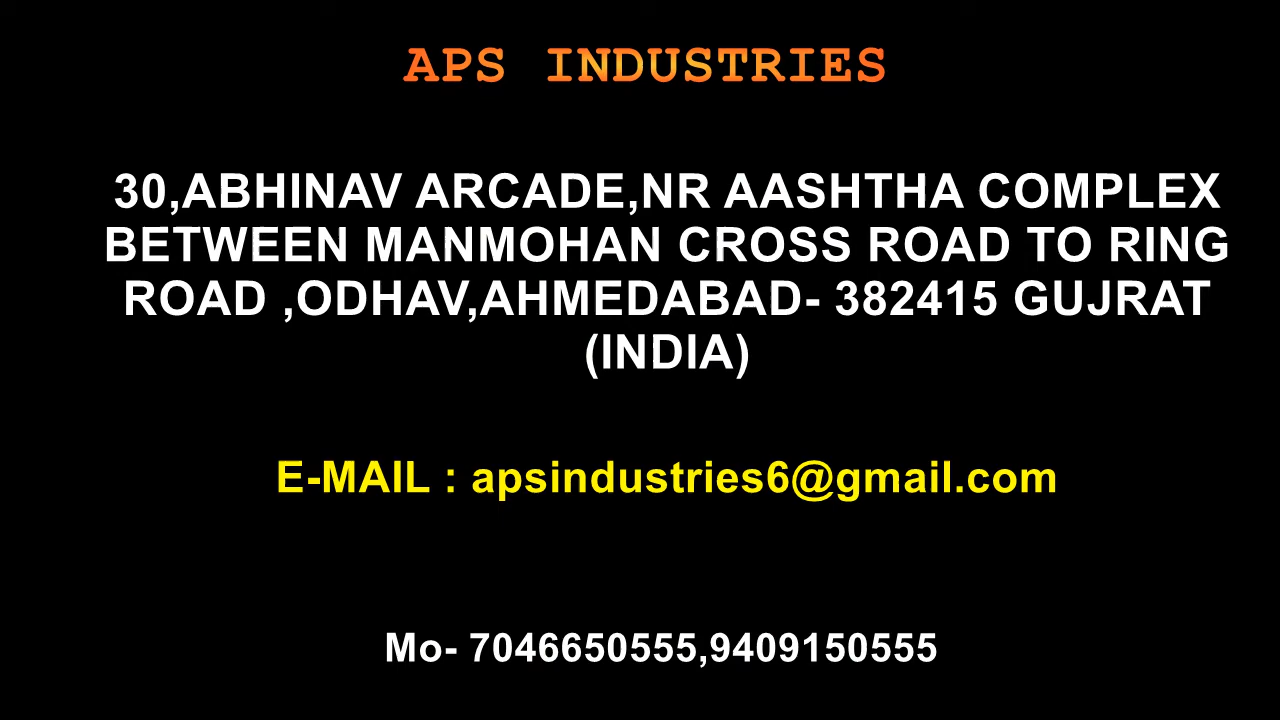 APS INDUSTRIES
30,ABHINAV ARCADE,NR AASHTHA COMPLEX
BETWEEN MANMOHAN CROSS ROAD TO RING
ROAD ,ODHAV,AHMEDABAD- 382415 GUJRAT
(INDIA)
E-MAIL : apsindustries6@gmail.com
Mo- 7046650555,9409150555